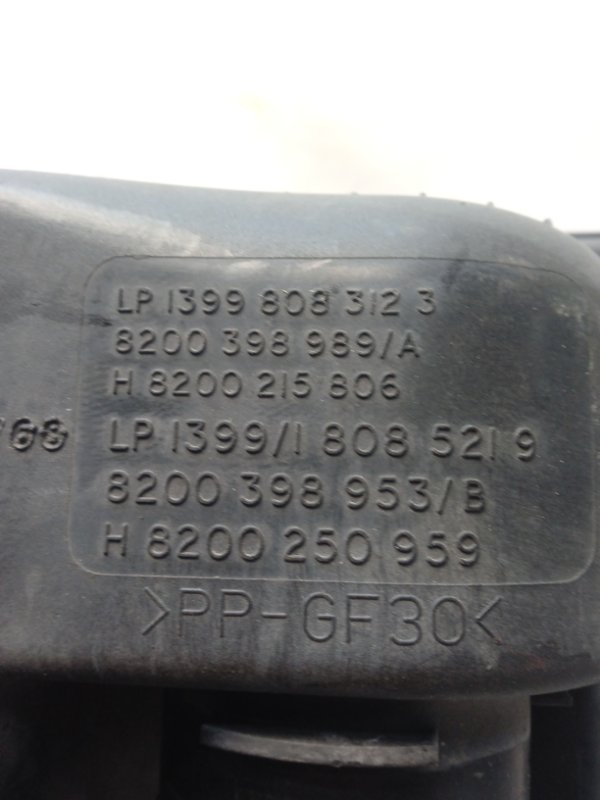 LP 1399 808 312 3
8200 398 989/A
H 8200 215 806
LP 1399/1 808 521 9
8200 398 953/B
H 8200 250 959
>PP-GF30<